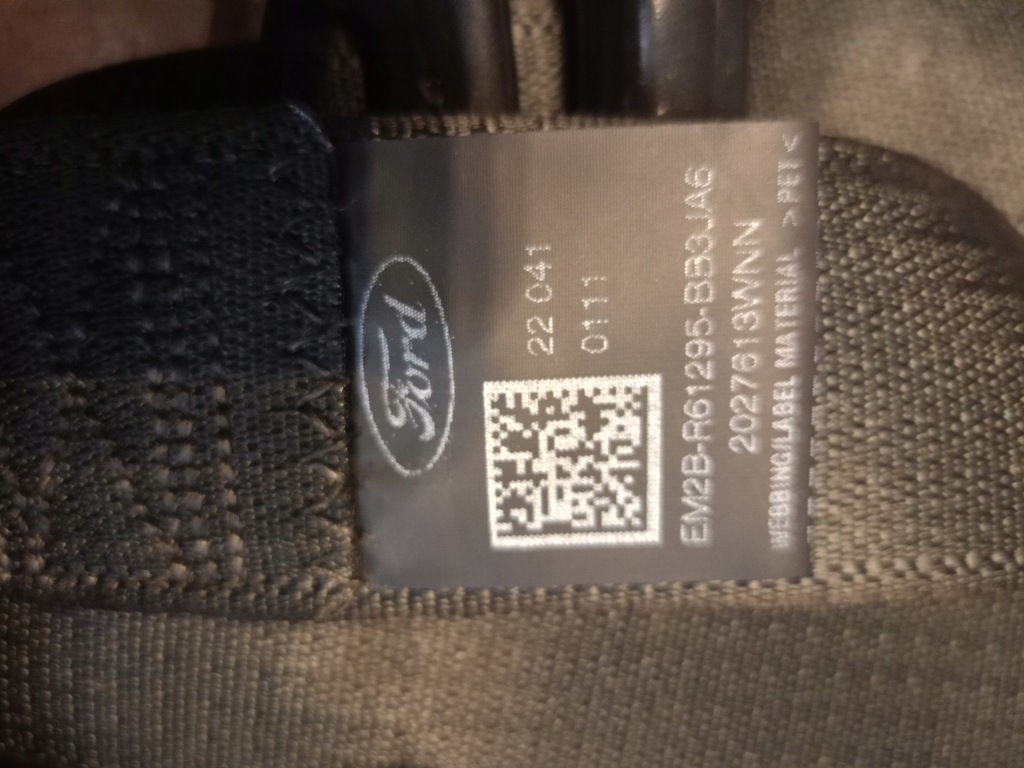 Ford
22 041
0111
EM2B-R61295-BB3JA6
2027613WNN
WEBBING/LABEL MATERIAL >PET<